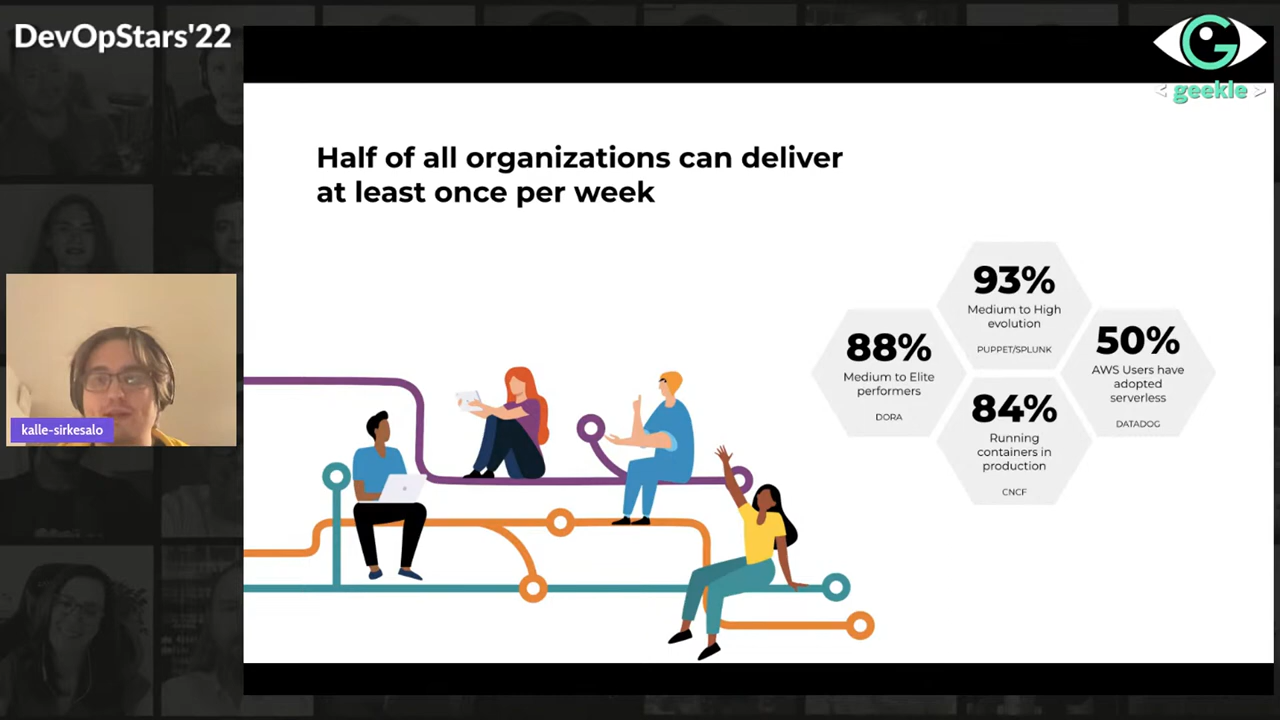 DevOpStars'22
< geekle >
Half of all organizations can deliver
at least once per week
93%
Medium to High
evolution
PUPPET/SPLUNK
88%
Medium to Elite
performers
DORA
50%
AWS Users have
adopted
serverless
DATADOG
84%
Running
containers in
production
CNCF
kalle-sirkesalo